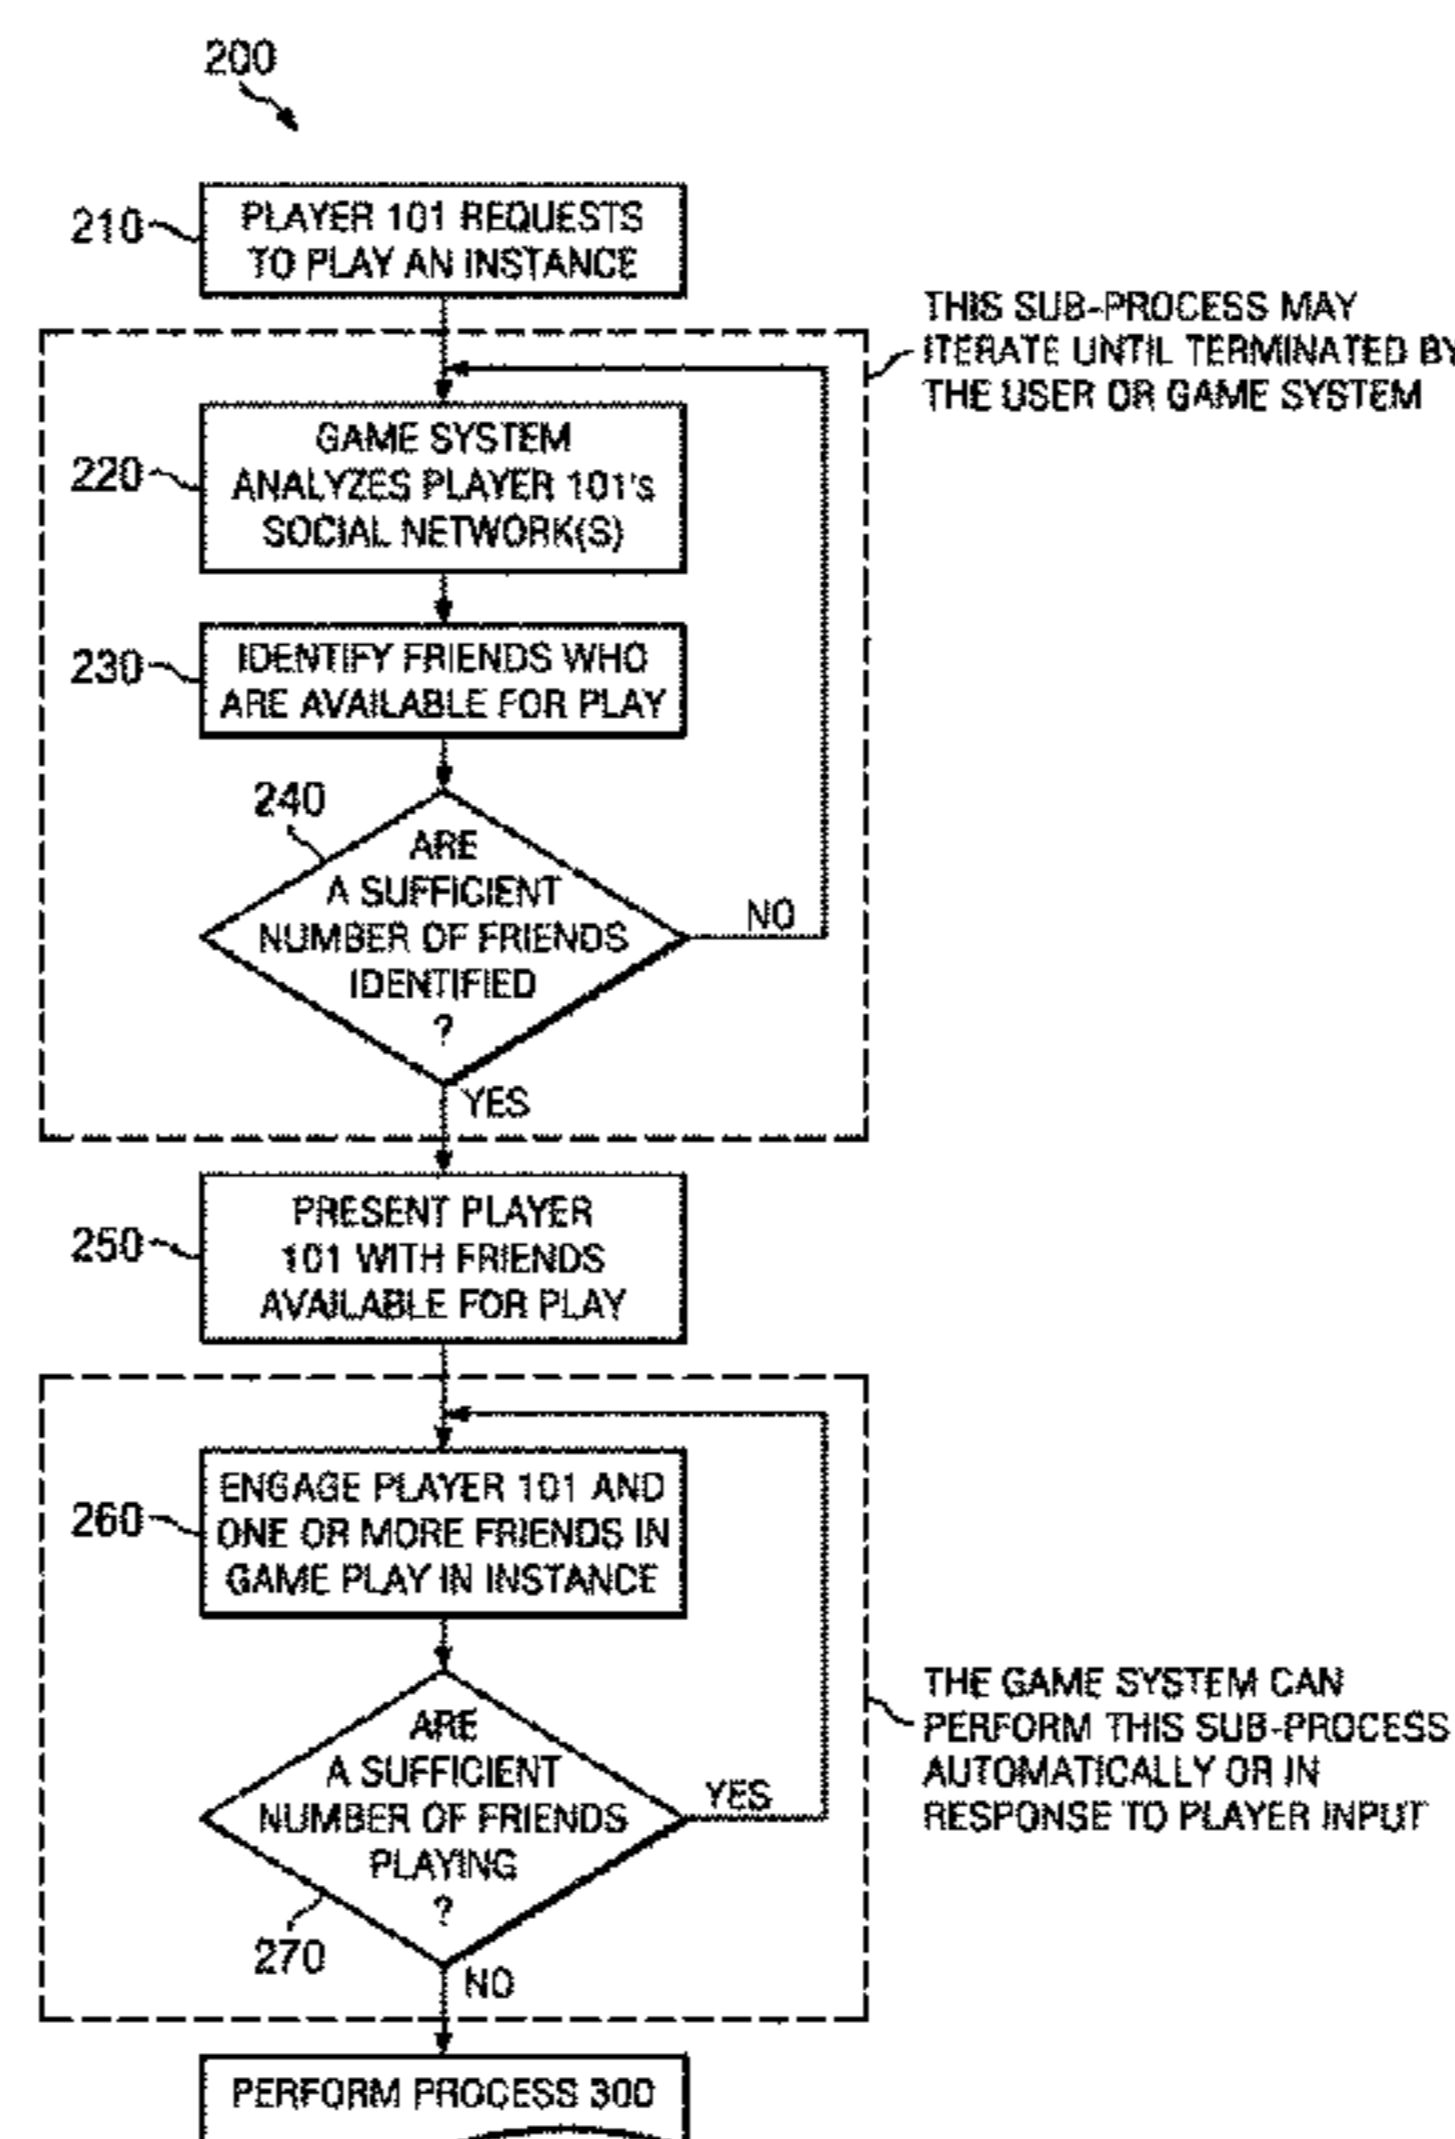 200
210
PLAYER 101 REQUESTS
TO PLAY AN INSTANCE
THIS SUB-PROCESS MAY
ITERATE UNTIL TERMINATED BY
THE USER OR GAME SYSTEM
220
GAME SYSTEM
ANALYZES PLAYER 101's
SOCIAL NETWORK(S)
230
IDENTIFY FRIENDS WHO
ARE AVAILABLE FOR PLAY
240
ARE
A SUFFICIENT
NUMBER OF FRIENDS
IDENTIFIED
?
NO
YES
250
PRESENT PLAYER
101 WITH FRIENDS
AVAILABLE FOR PLAY
260
ENGAGE PLAYER 101 AND
ONE OR MORE FRIENDS IN
GAME PLAY IN INSTANCE
THE GAME SYSTEM CAN
PERFORM THIS SUB-PROCESS
AUTOMATICALLY OR IN
RESPONSE TO PLAYER INPUT
ARE
A SUFFICIENT
NUMBER OF FRIENDS
PLAYING
?
YES
270
NO
PERFORM PROCESS 300